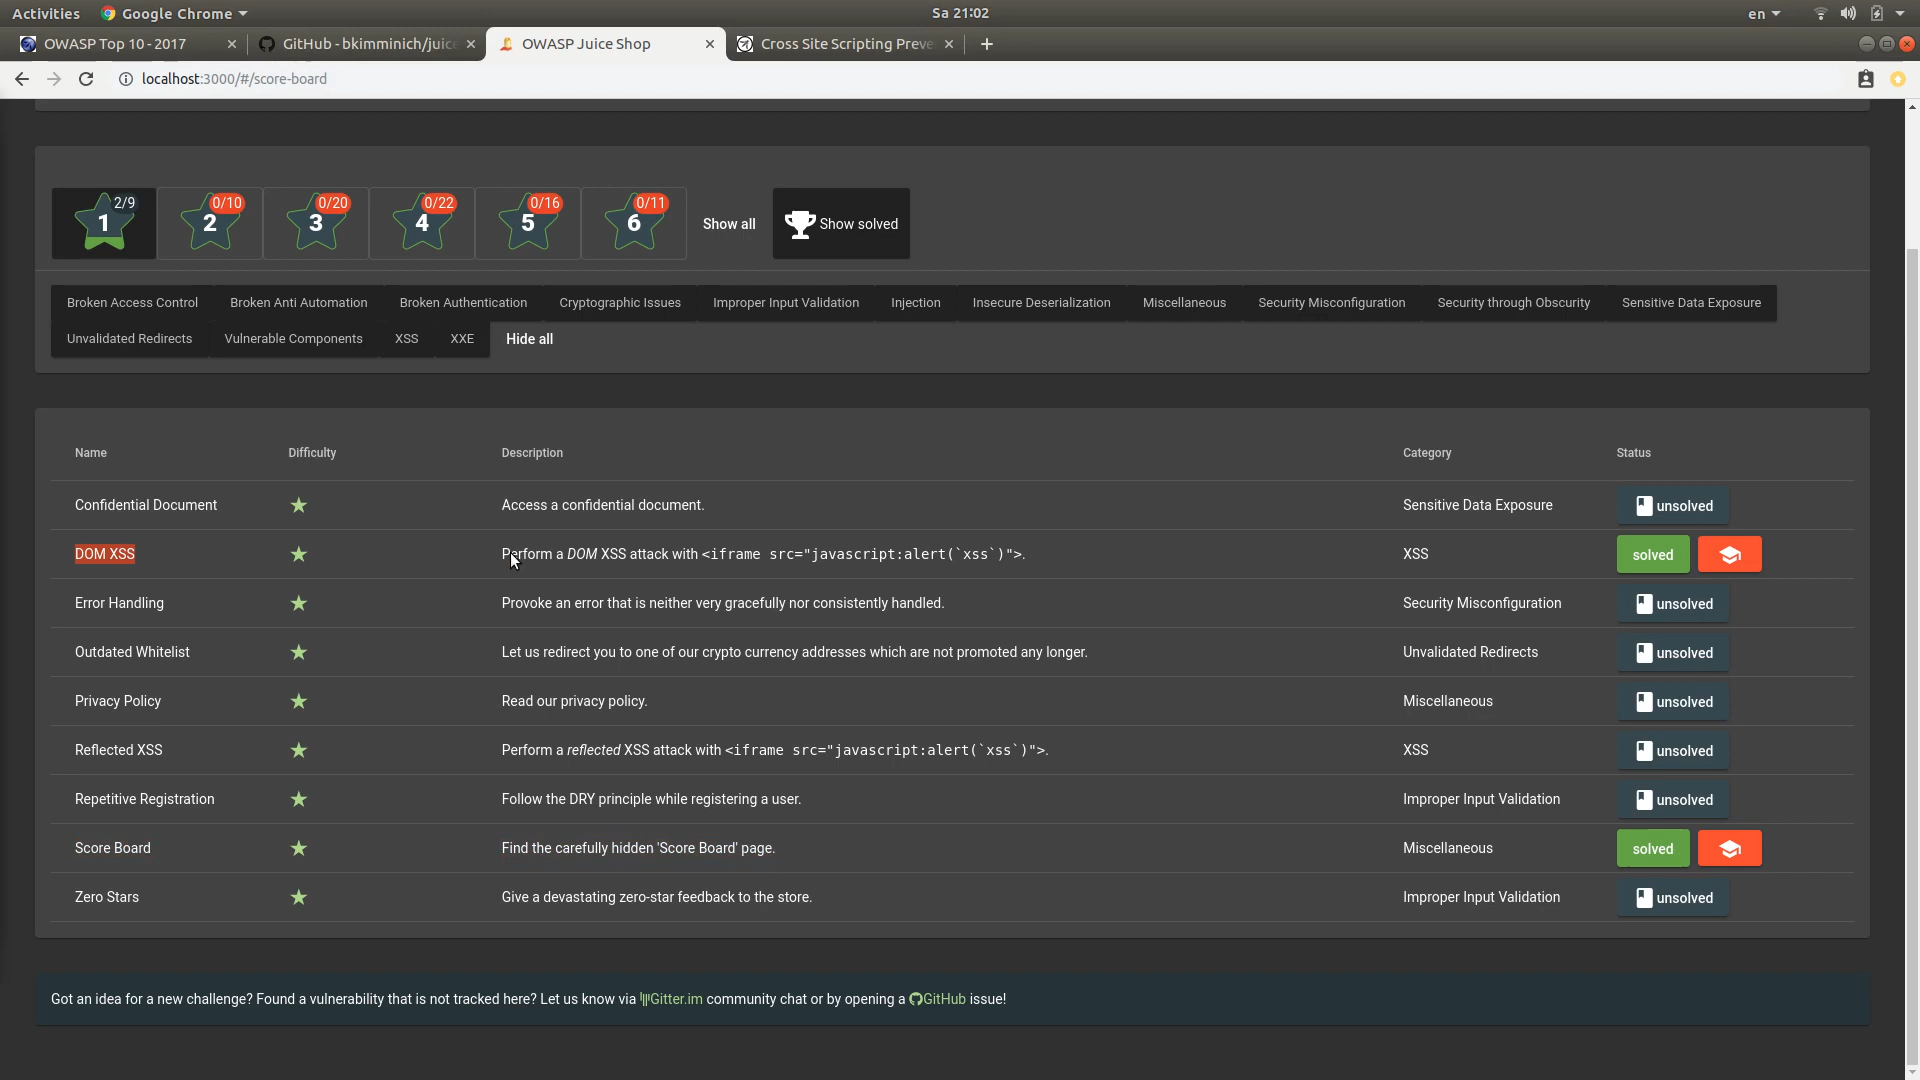 Activities Google Chrome Sa 21:02 en
OWASP Top 10 - 2017 GitHub - bkimminich/juice OWASP Juice Shop Cross Site Scripting Preve
localhost:3000/#/score-board
1 2/9 2 0/10 3 0/20 4 0/22 5 0/16 6 0/11 Show all Show solved
Broken Access Control Broken Anti Automation Broken Authentication Cryptographic Issues Improper Input Validation Injection Insecure Deserialization Miscellaneous Security Misconfiguration Security through Obscurity Sensitive Data Exposure
Unvalidated Redirects Vulnerable Components XSS XXE Hide all
Name Difficulty Description Category Status
Confidential Document Access a confidential document. Sensitive Data Exposure unsolved
DOM XSS Perform a DOM XSS attack with <iframe src="javascript:alert(`xss`)">. XSS solved
Error Handling Provoke an error that is neither very gracefully nor consistently handled. Security Misconfiguration unsolved
Outdated Whitelist Let us redirect you to one of our crypto currency addresses which are not promoted any longer. Unvalidated Redirects unsolved
Privacy Policy Read our privacy policy. Miscellaneous unsolved
Reflected XSS Perform a reflected XSS attack with <iframe src="javascript:alert(`xss`)">. XSS unsolved
Repetitive Registration Follow the DRY principle while registering a user. Improper Input Validation unsolved
Score Board Find the carefully hidden 'Score Board' page. Miscellaneous solved
Zero Stars Give a devastating zero-star feedback to the store. Improper Input Validation unsolved
Got an idea for a new challenge? Found a vulnerability that is not tracked here? Let us know via Gitter.im community chat or by opening a GitHub issue!